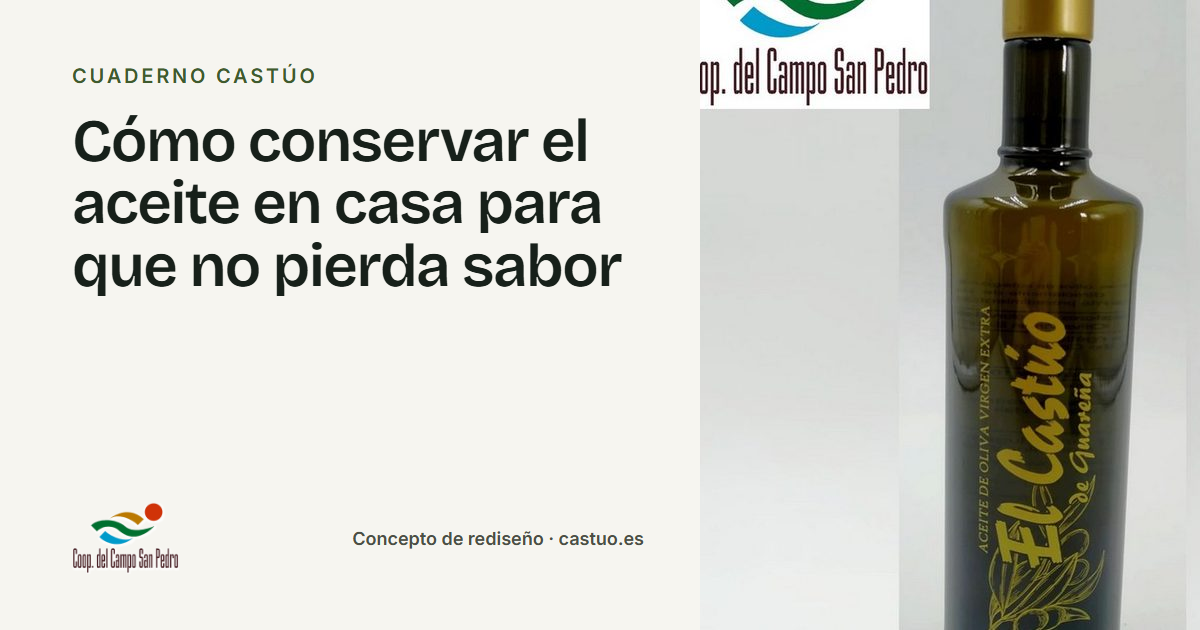 CUADERNO CASTÚO
Cómo conservar el
aceite en casa para
que no pierda sabor
Coop. del Campo San Pedro
Concepto de rediseño · castuo.es
oop. del Campo San Pedro
ACEITE DE OLIVA VIRGEN EXTRA
El Castúo
de Guareña